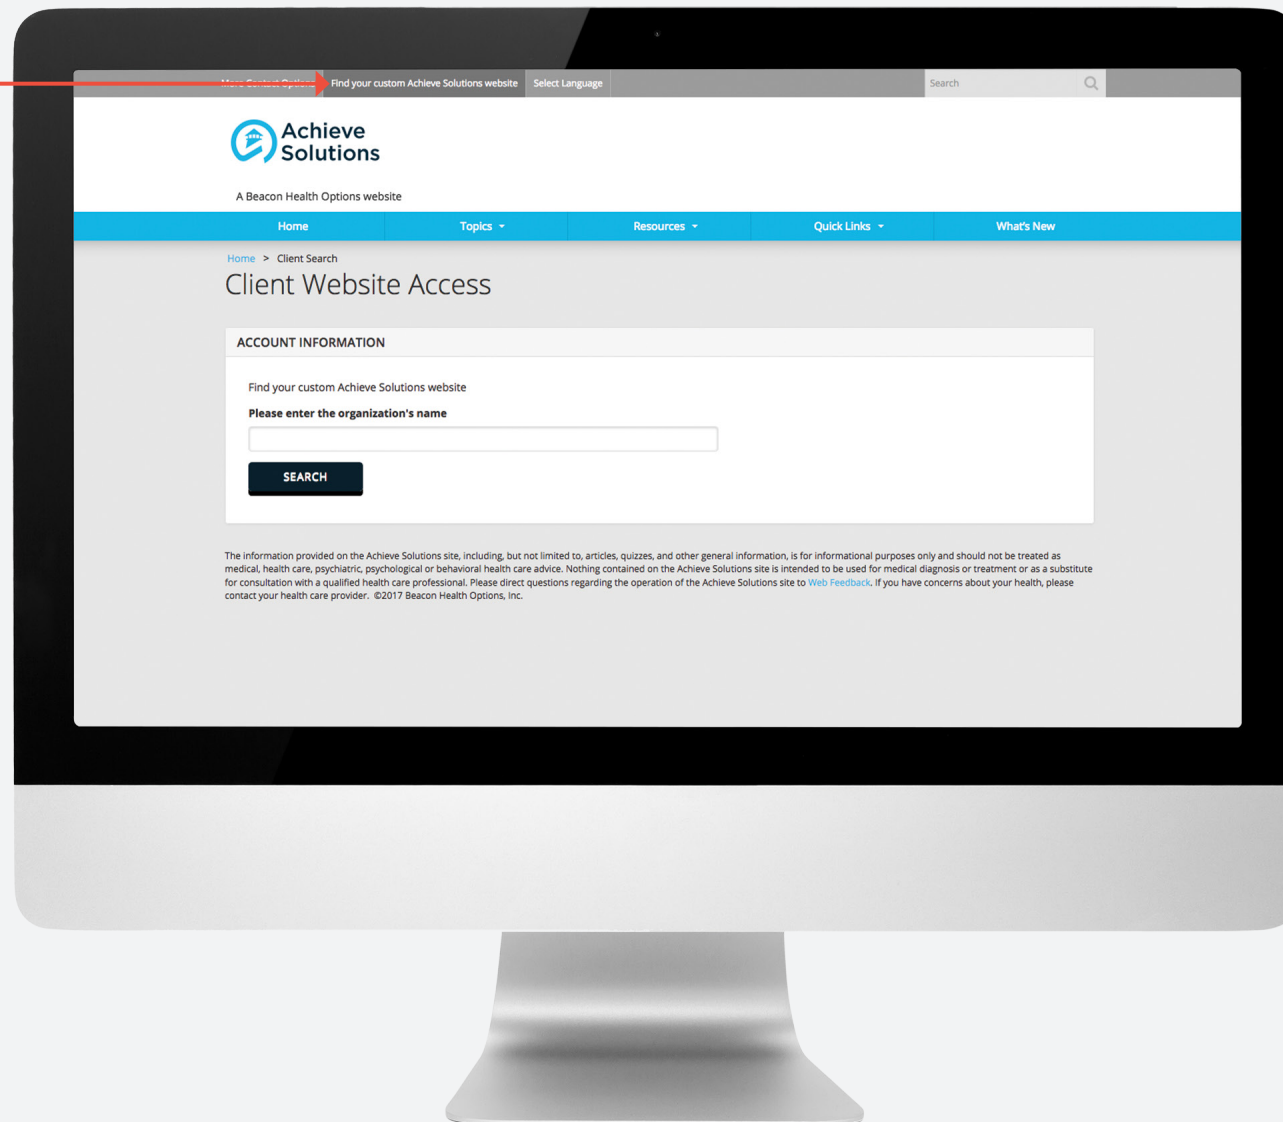 More Contact Options Find your custom Achieve Solutions website Select Language Search
Achieve
Solutions
A Beacon Health Options website
Home Topics Resources Quick Links What's New
Home > Client Search
Client Website Access
ACCOUNT INFORMATION
Find your custom Achieve Solutions website
Please enter the organization's name
SEARCH
The information provided on the Achieve Solutions site, including, but not limited to, articles, quizzes, and other general information, is for informational purposes only and should not be treated as
medical, health care, psychiatric, psychological or behavioral health care advice. Nothing contained on the Achieve Solutions site is intended to be used for medical diagnosis or treatment or as a substitute
for consultation with a qualified health care professional. Please direct questions regarding the operation of the Achieve Solutions site to Web Feedback. If you have concerns about your health, please
contact your health care provider. ©2017 Beacon Health Options, Inc.